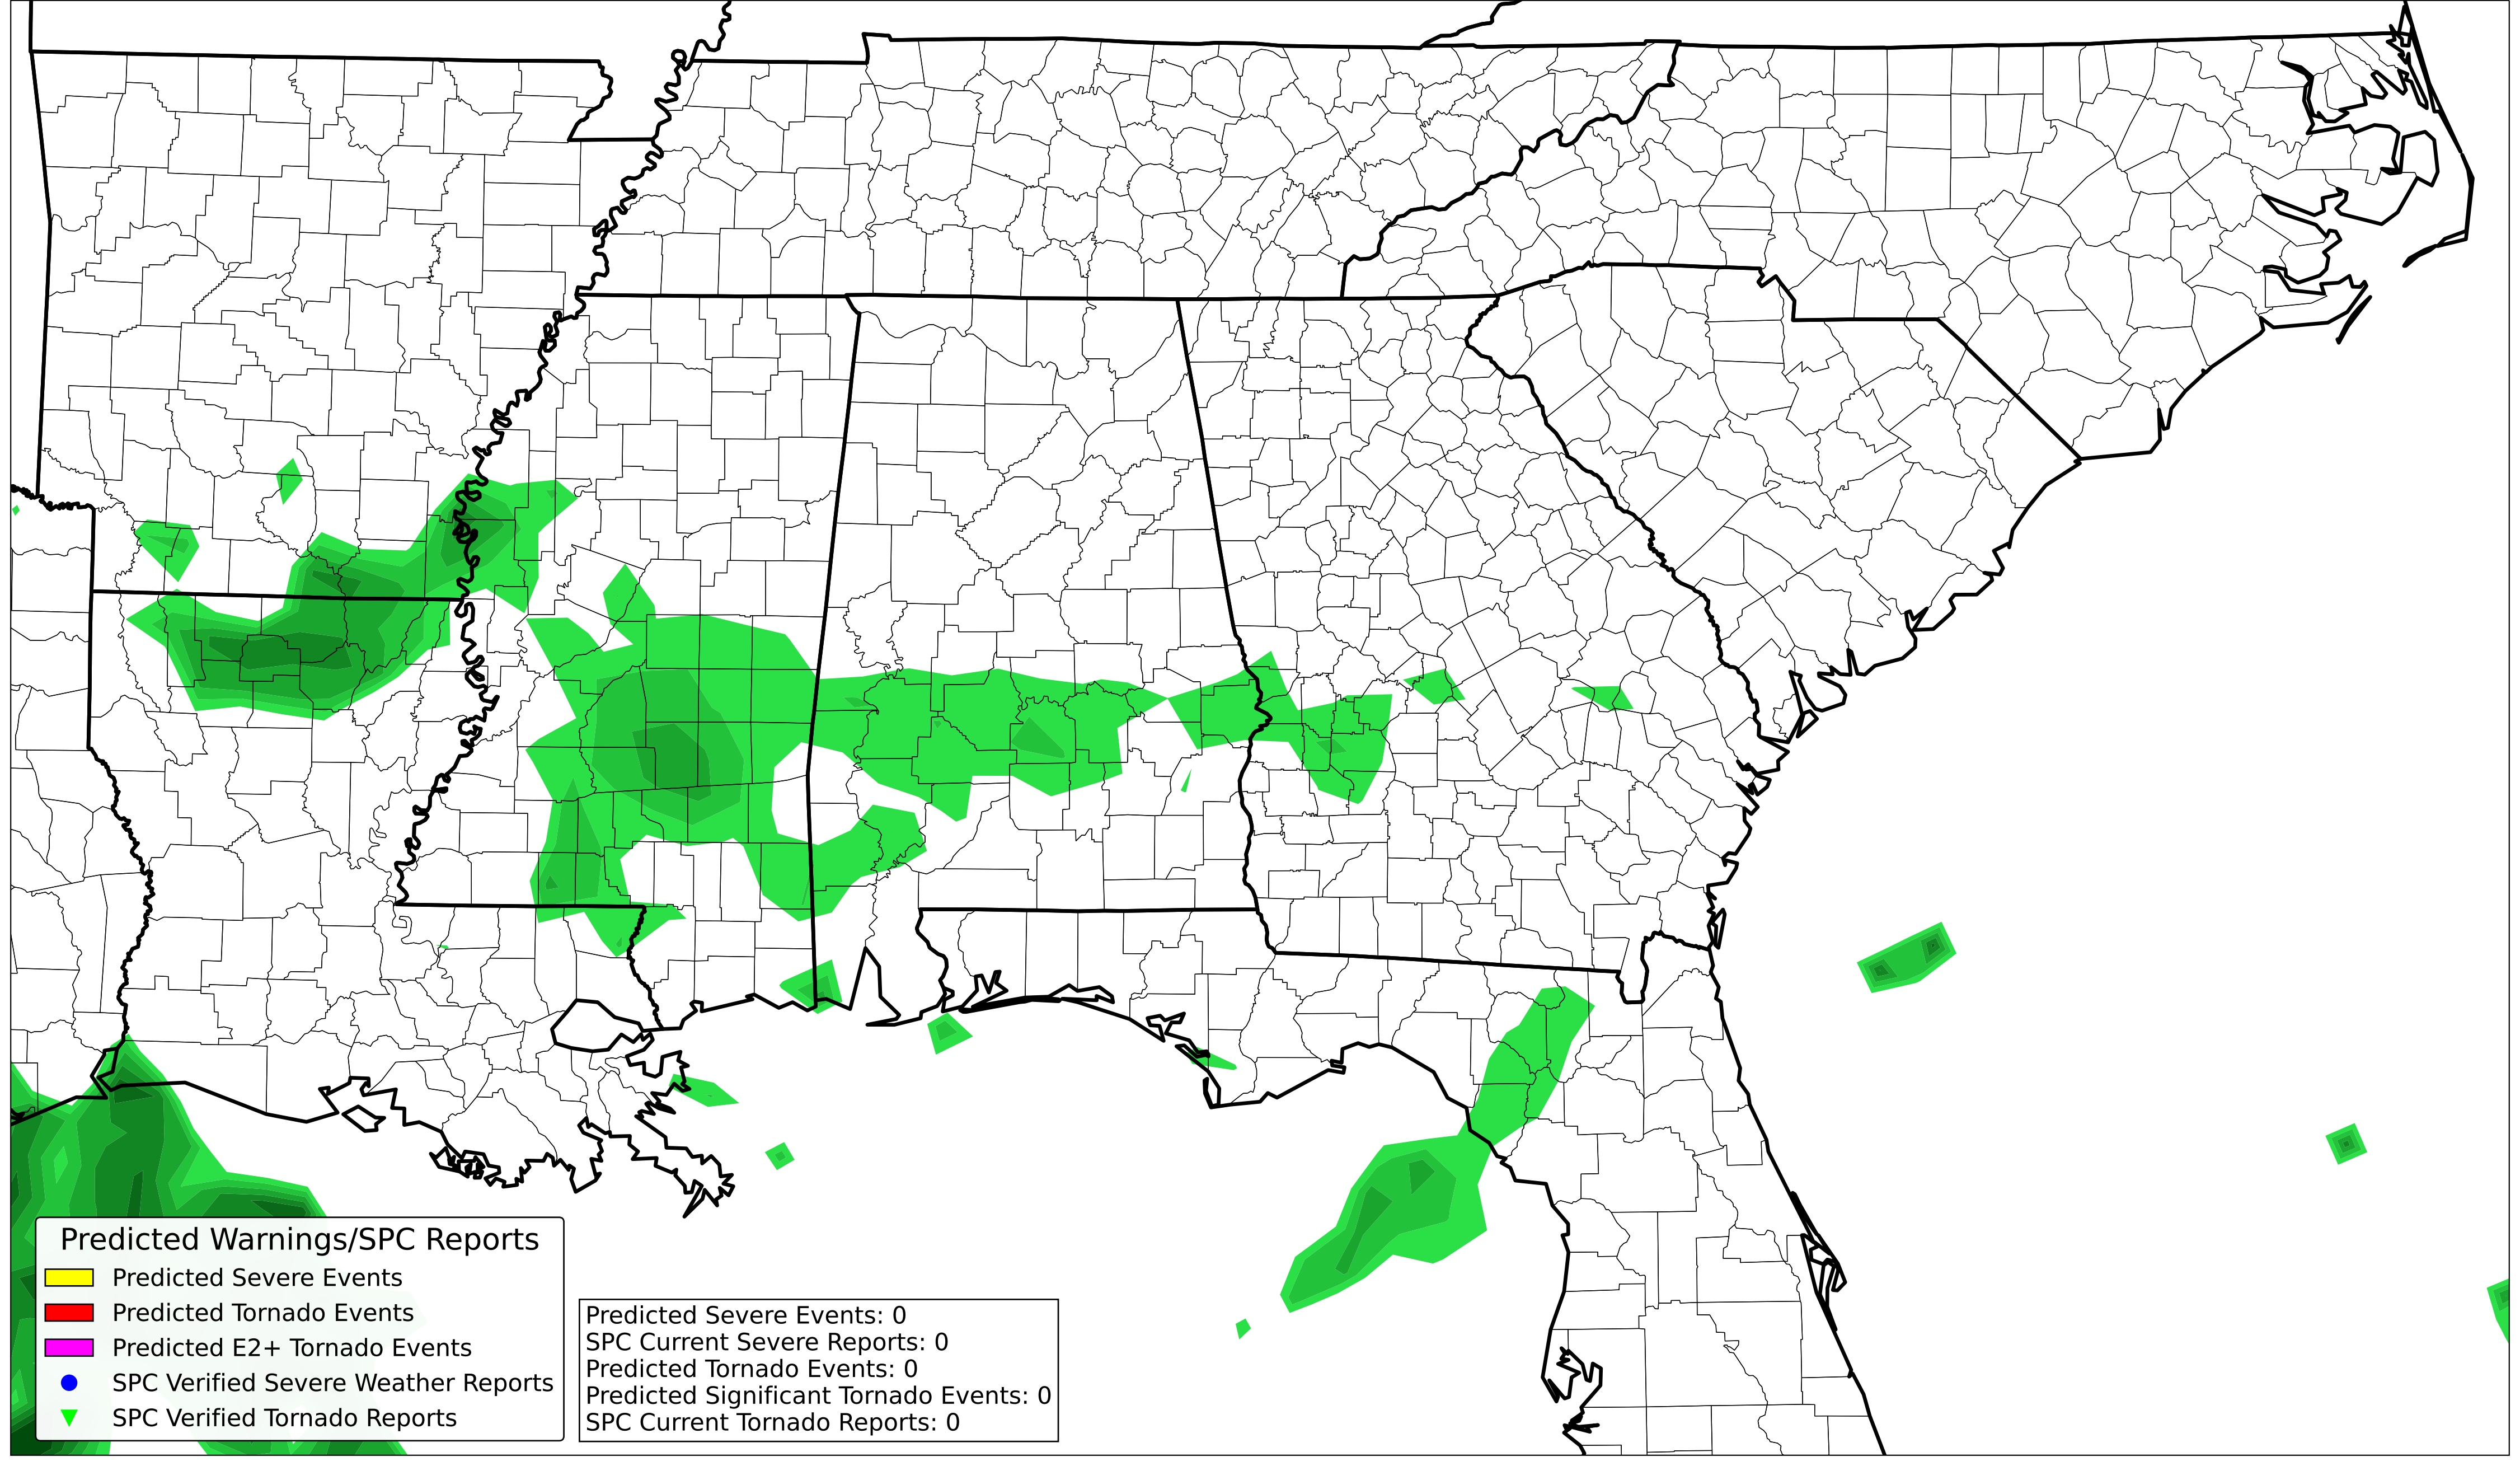 Predicted Warnings/SPC Reports
Predicted Severe Events
Predicted Tornado Events
Predicted E2+ Tornado Events
SPC Verified Severe Weather Reports
SPC Verified Tornado Reports
Predicted Severe Events: 0
SPC Current Severe Reports: 0
Predicted Tornado Events: 0
Predicted Significant Tornado Events: 0
SPC Current Tornado Reports: 0